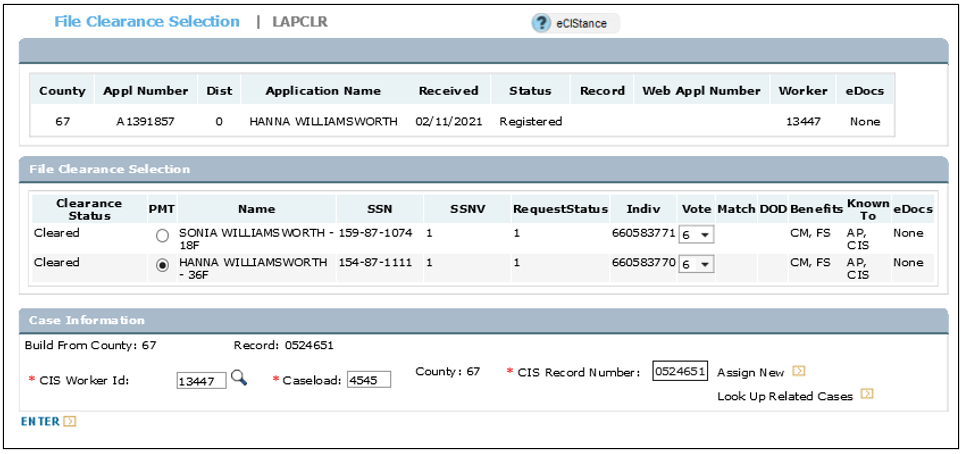 File Clearance Selection | LAPCLR
? eCIStance
County Appl Number Dist Application Name Received Status Record Web Appl Number Worker eDocs
67 A1391857 0 HANNA WILLIAMSWORTH 02/11/2021 Registered 13447 None
File Clearance Selection
Clearance Status PMT Name SSN SSNV RequestStatus Indiv Vote Match DOD Benefits Known To eDocs
Cleared SONIA WILLIAMSWORTH - 159-87-1074 1 1 660583771 6 CM, FS AP, None
18F CIS
Cleared HANNA WILLIAMSWORTH 154-87-1111 1 1 660583770 6 CM, FS AP, None
- 36F CIS
Case Information
Build From County: 67 Record: 0524651
* CIS Worker Id: 13447 * Caseload: 4545 County: 67 * CIS Record Number: 0524651 Assign New
Look Up Related Cases
ENTER